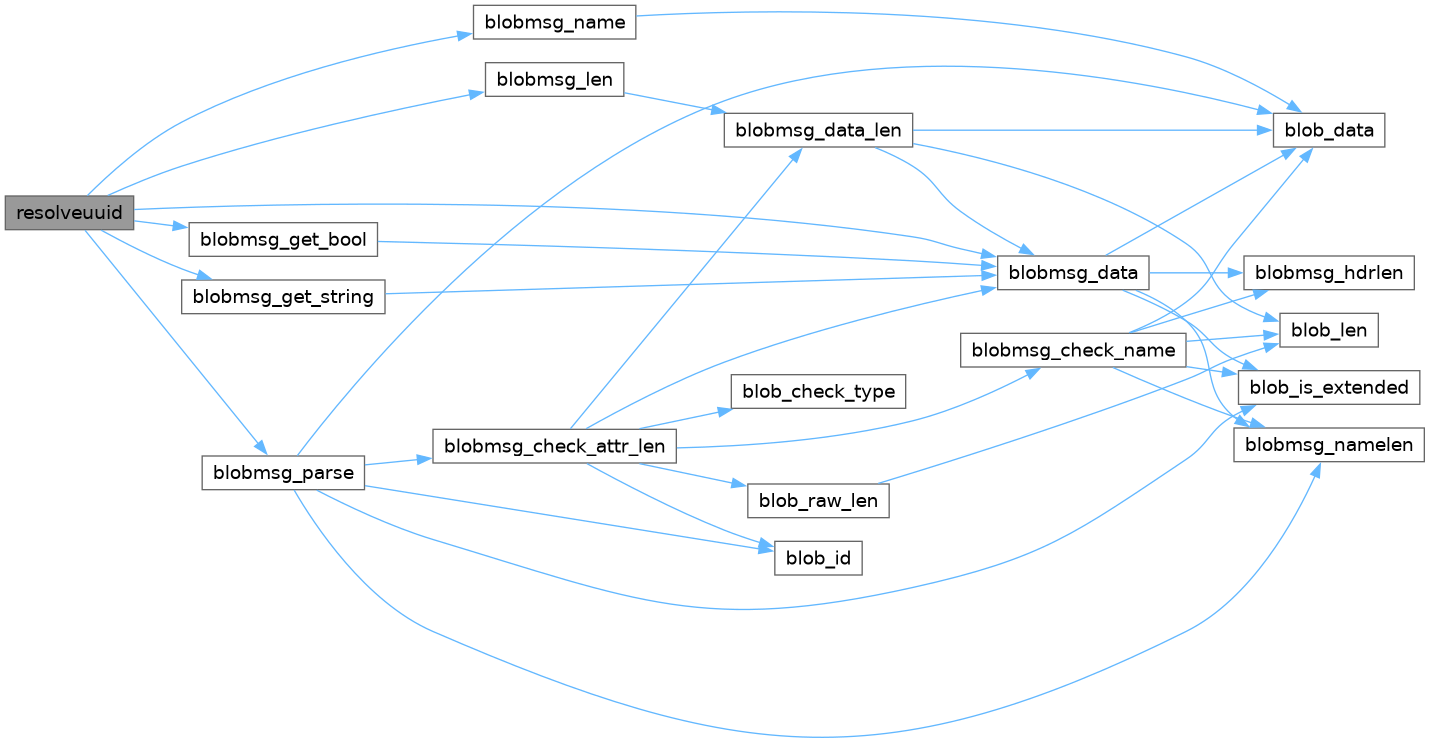 blobmsg_name
blobmsg_len
blobmsg_data_len
blob_data
resolveuuid
blobmsg_get_bool
blobmsg_get_string
blobmsg_data
blobmsg_hdrlen
blob_len
blobmsg_check_name
blob_is_extended
blob_check_type
blobmsg_check_attr_len
blobmsg_namelen
blobmsg_parse
blob_raw_len
blob_id